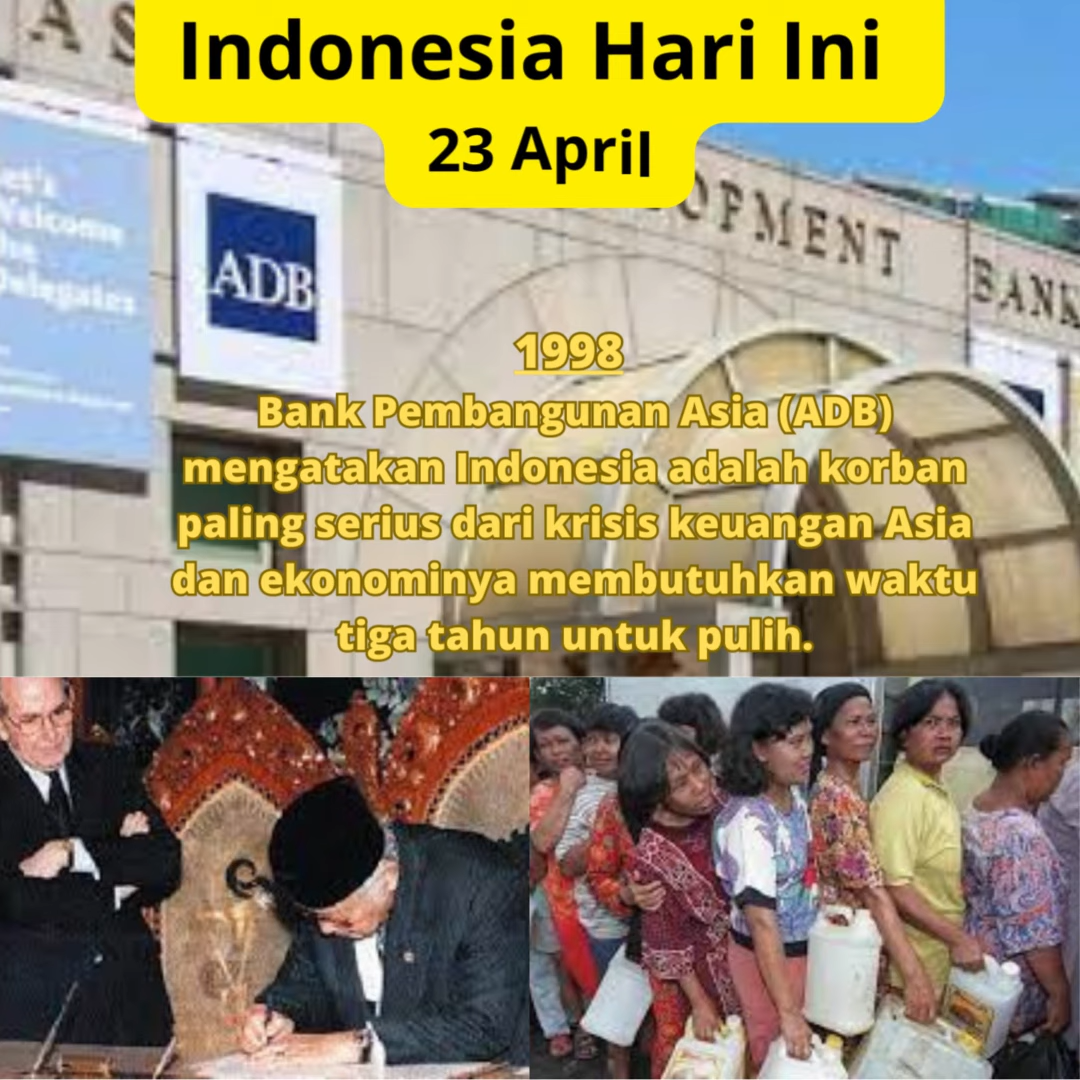 Indonesia Hari Ini
23 April
AS
OPMENT BANK
Welcome
Delegates
ADB
1998
Bank Pembangunan Asia (ADB)
mengatakan Indonesia adalah korban
paling serius dari krisis keuangan Asia
dan ekonominya membutuhkan waktu
tiga tahun untuk pulih.